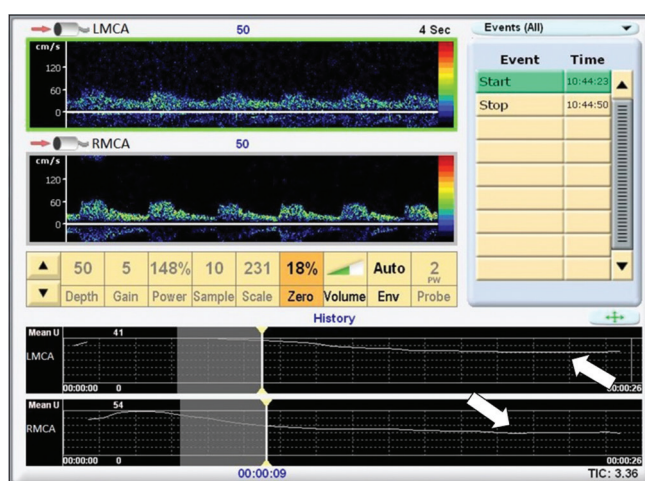 LMCA 50 4 Sec
cm/s
120
60
0
RMCA 50
cm/s
120
60
0
Events (All)
Event Time
Start 10:44:23
Stop 10:44:50
50 5 148% 10 231 18% Auto 2
PW
Depth Gain Power Sample Scale Zero Volume Env Probe
History
Mean U 41
LMCA
00:00:00 0 00:00:26
Mean U 54
RMCA
00:00:00 0 00:00:26
00:00:09 TIC: 3.36